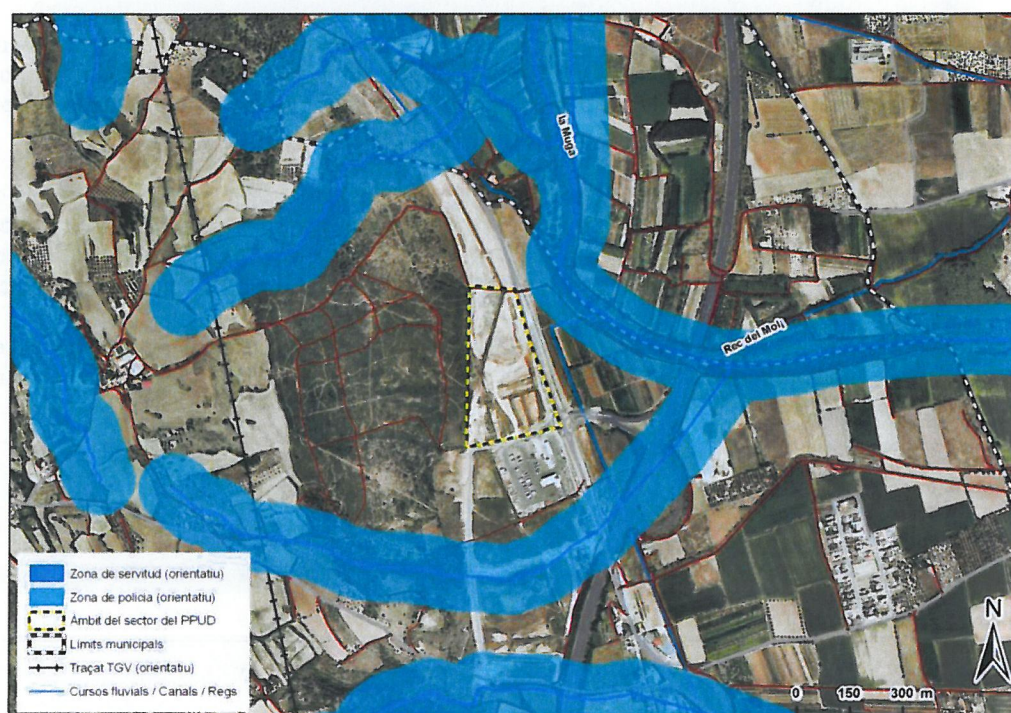 la Muga
Rec del Molí
Zona de servitud (orientatiu)
Zona de policia (orientatiu)
Àmbit del sector del PPUD
Límits municipals
Traçat TGV (orientatiu)
Cursos fluvials / Canals / Regs
N
0 150 300 m